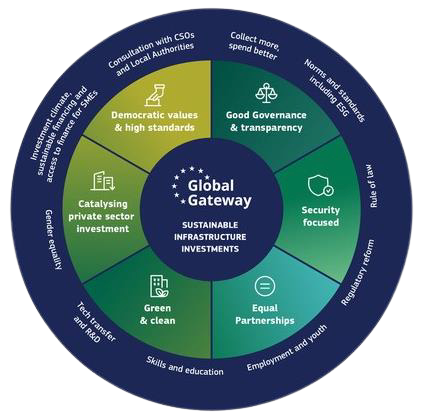 Consultation with CSOs
and Local Authorities
Collect more,
spend better
Norms and standards
including ESG
Rule of law
Regulatory reform
Employment and youth
Skills and education
Tech transfer
and R&D
Gender equality
Investment climate,
sustainable financing and
access to finance for SMEs
Democratic values
& high standards
Good Governance
& transparency
Security
focused
Equal
Partnerships
Green
& clean
Catalysing
private sector
investment
Global
Gateway
SUSTAINABLE
INFRASTRUCTURE
INVESTMENTS